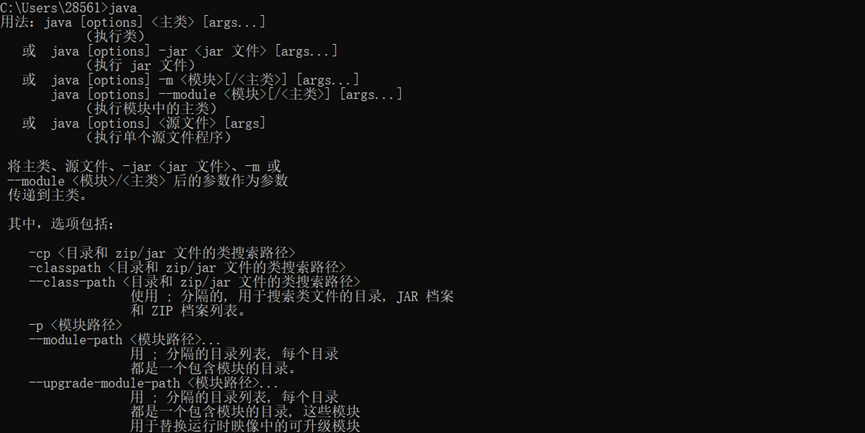 C:\Users\28561>java
用法：java [options] <主类> [args...]
（执行类）
或 java [options] -jar <jar 文件> [args...]
（执行 jar 文件）
或 java [options] -m <模块>[/<主类>] [args...]
java [options] --module <模块>[/<主类>] [args...]
（执行模块中的主类）
或 java [options] <源文件> [args]
（执行单个源文件程序）
将主类、源文件、-jar <jar 文件>、-m 或
--module <模块>/<主类> 后的参数作为参数
传递到主类。
其中，选项包括：
-cp <目录和 zip/jar 文件的类搜索路径>
-classpath <目录和 zip/jar 文件的类搜索路径>
--class-path <目录和 zip/jar 文件的类搜索路径>
使用 ; 分隔的, 用于搜索类文件的目录, JAR 档案
和 ZIP 档案列表。
-p <模块路径>
--module-path <模块路径>...
用 ; 分隔的目录列表, 每个目录
都是一个包含模块的目录。
--upgrade-module-path <模块路径>...
用 ; 分隔的目录列表, 每个目录
都是一个包含模块的目录, 这些模块
用于替换运行时映像中的可升级模块